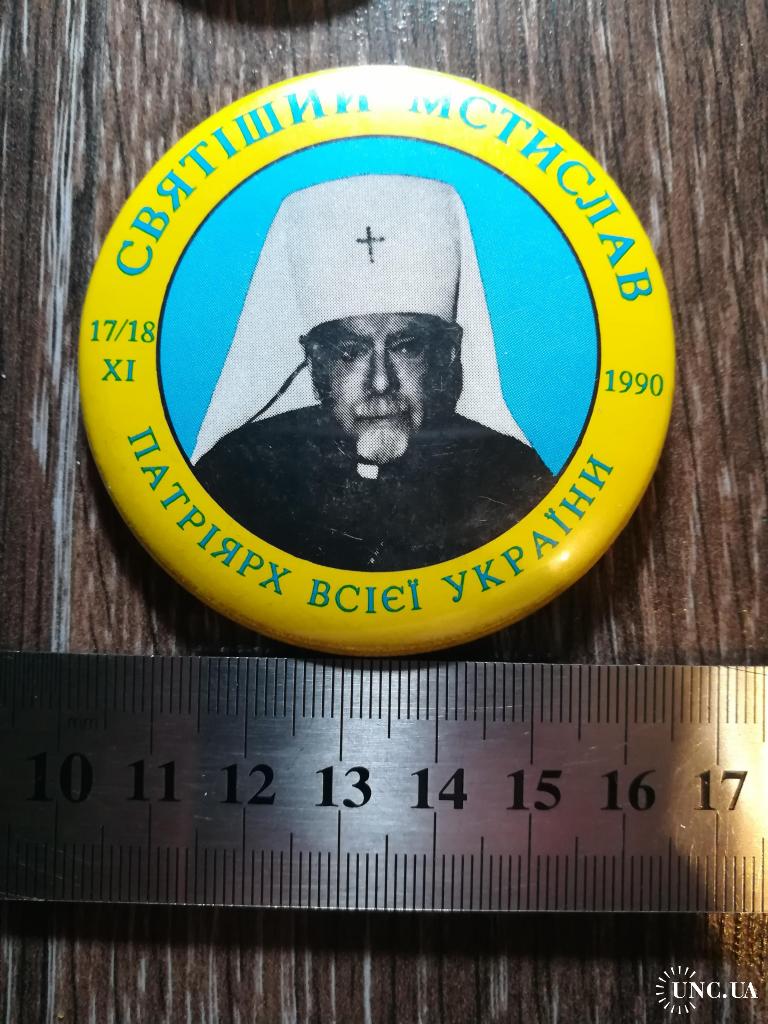 СВЯТІШИЙ МСТИСЛАВ
17/18
XI
1990
ПАТРІЯРХ ВСІЄЇ УКРАЇНИ
mm
10 11 12 13 14 15 16 17
UNC.UA